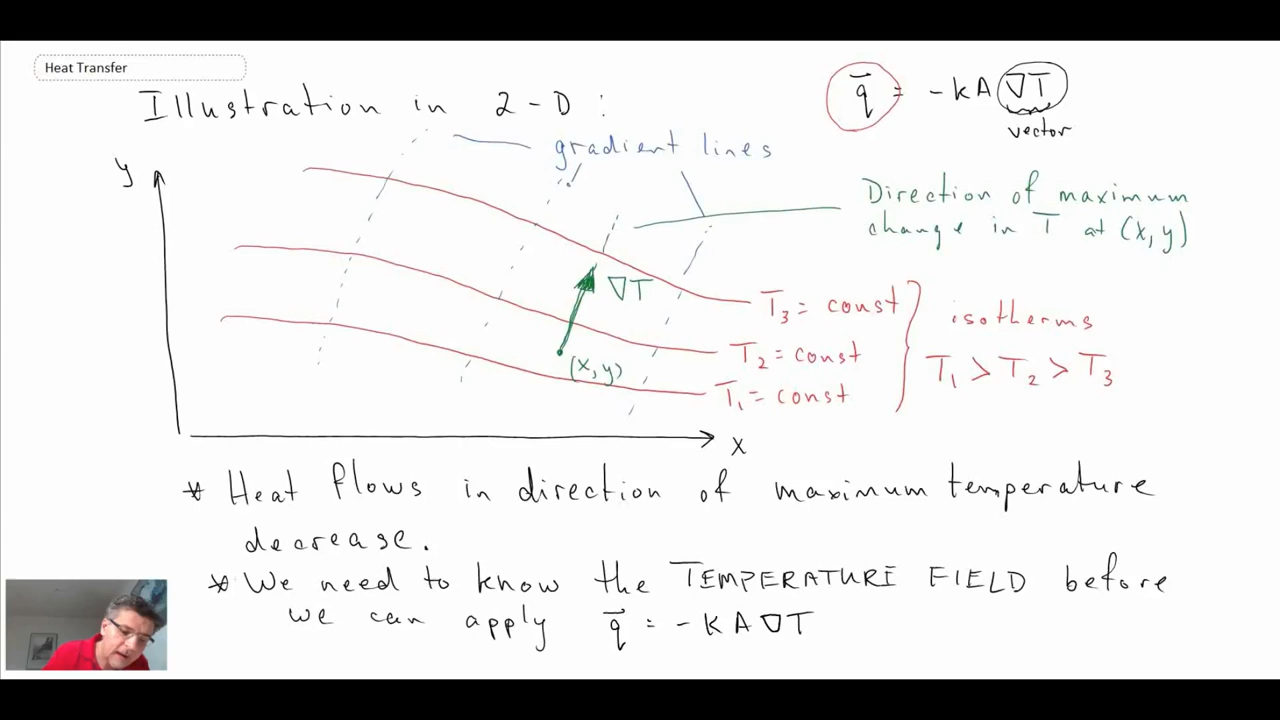 Heat Transfer
Illustration in 2-D :
q⃗ = -kA∇T
vector
y
gradient lines
Direction of maximum
change in T at (x,y)
∇T
T₃ = const
isotherms
(x,y)
T₂ = const
T₁ > T₂ > T₃
T₁ = const
x
* Heat flows in direction of maximum temperature
decrease.
* We need to know the TEMPERATURE FIELD before
we can apply q⃗ = -kA∇T